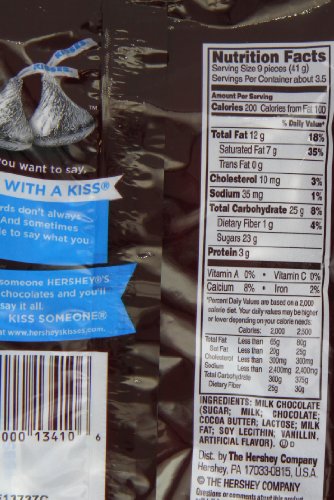 KISSES
KISSES
TM
you want to say,
WITH A KISS®
rds don't always
And sometimes
e to say what you
someone HERSHEY'S
chocolates and you'll
say it all.
KISS SOMEONE®
at www.hersheyskisses.com
000 13410 6
Nutrition Facts
Serving Size 9 pieces (41 g)
Servings Per Container about 3.5
Amount Per Serving
Calories 200 Calories from Fat 100
% Daily Value*
Total Fat 12 g 18%
Saturated Fat 7 g 35%
Trans Fat 0 g
Cholesterol 10 mg 3%
Sodium 35 mg 1%
Total Carbohydrate 25 g 8%
Dietary Fiber 1 g 4%
Sugars 23 g
Protein 3 g
Vitamin A 0% • Vitamin C 0%
Calcium 8% • Iron 2%
*Percent Daily Values are based on a 2,000
calorie diet. Your daily values may be higher
or lower depending on your calorie needs:
Calories: 2,000 2,500
Total Fat Less than 65g 80g
Sat Fat Less than 20g 25g
Cholesterol Less than 300mg 300mg
Sodium Less than 2,400mg 2,400mg
Total Carbohydrate 300g 375g
Dietary Fiber 25g 30g
INGREDIENTS: MILK CHOCOLATE
(SUGAR; MILK; CHOCOLATE;
COCOA BUTTER; LACTOSE; MILK
FAT; SOY LECITHIN; VANILLIN,
ARTIFICIAL FLAVOR). U D
Dist. by The Hershey Company
Hershey, PA 17033-0815, U.S.A.
© THE HERSHEY COMPANY
Questions or comments